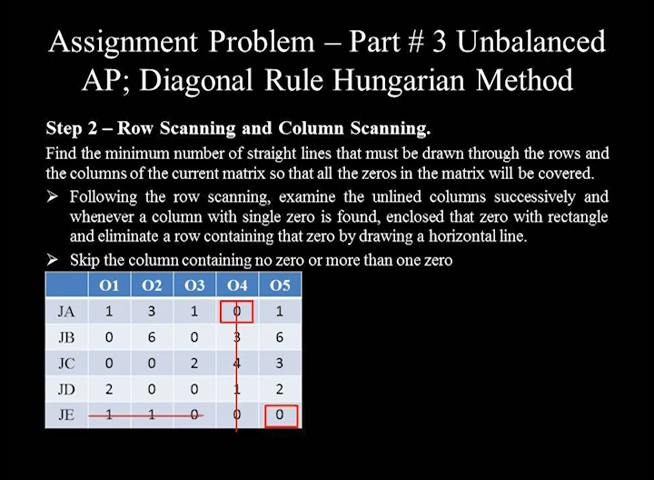 Assignment Problem – Part # 3 Unbalanced
AP; Diagonal Rule Hungarian Method
Step 2 – Row Scanning and Column Scanning.
Find the minimum number of straight lines that must be drawn through the rows and
the columns of the current matrix so that all the zeros in the matrix will be covered.
➢ Following the row scanning, examine the unlined columns successively and
whenever a column with single zero is found, enclosed that zero with rectangle
and eliminate a row containing that zero by drawing a horizontal line.
➢ Skip the column containing no zero or more than one zero
O1 O2 O3 O4 O5
JA 1 3 1 0 1
JB 0 6 0 3 6
JC 0 0 2 4 3
JD 2 0 0 1 2
JE 1 1 0 0 0